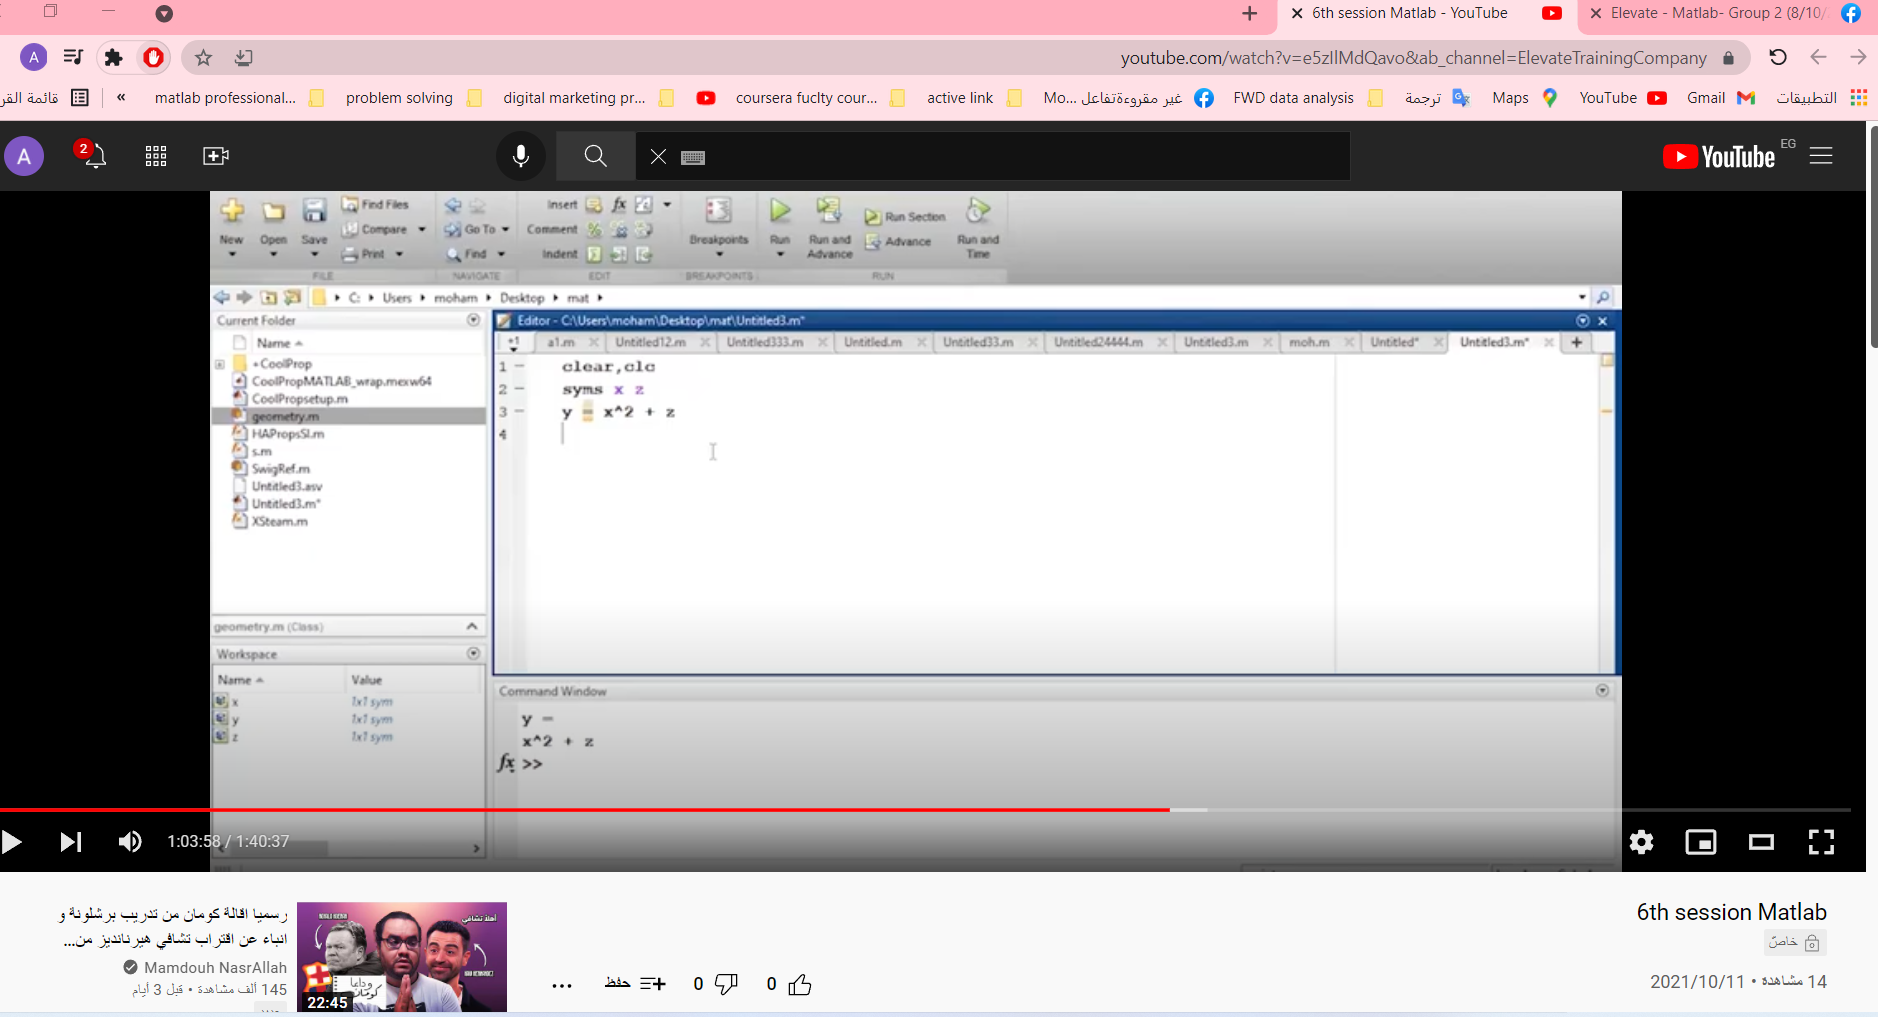 6th session Matlab - YouTube
Elevate - Matlab- Group 2 (8/10/
A
youtube.com/watch?v=e5zIlMdQavo&ab_channel=ElevateTrainingCompany
التطبيقات
Gmail
YouTube
Maps
ترجمة
FWD data analysis
Mo... غير مقروءةتفاعل
active link
coursera fuclty cour...
digital marketing pr...
problem solving
matlab professional...
«
قائمة القر
A
2
YouTube EG
New
Open
Save
Find Files
Compare
Print
FILE
Go To
Find
NAVIGATE
Insert fx
Comment
Indent
EDIT
Breakpoints
BREAKPOINTS
Run
Run and Advance
Run Section
Advance
Run and Time
RUN
C: Users moham Desktop mat
Current Folder
Name
+CoolProp
CoolPropMATLAB_wrap.mexw64
CoolPropsetup.m
geometry.m
HAPropsSI.m
s.m
SwigRef.m
Untitled3.asv
Untitled3.m*
XSteam.m
geometry.m (Class)
Workspace
Name Value
x 1x1 sym
y 1x1 sym
z 1x1 sym
Editor - C:\Users\moham\Desktop\mat\Untitled3.m*
+1 a1.m Untitled12.m Untitled333.m Untitled.m Untitled33.m Untitled24444.m Untitled3.m moh.m Untitled* Untitled3.m* +
1 clear,clc
2 syms x z
3 y = x^2 + z
4
Command Window
y =
x^2 + z
fx >>
1:03:58 / 1:40:37
6th session Matlab
خاصّ
14 مشاهدة • 2021/10/11
0
0
حفظ
...
رسميا اقالة كومان من تدريب برشلونة و
انباء عن اقتراب تشافي هيرنانديز من...
Mamdouh NasrAllah
145 ألف مشاهدة • قبل 3 أيام
وداعا
كومان
22:45